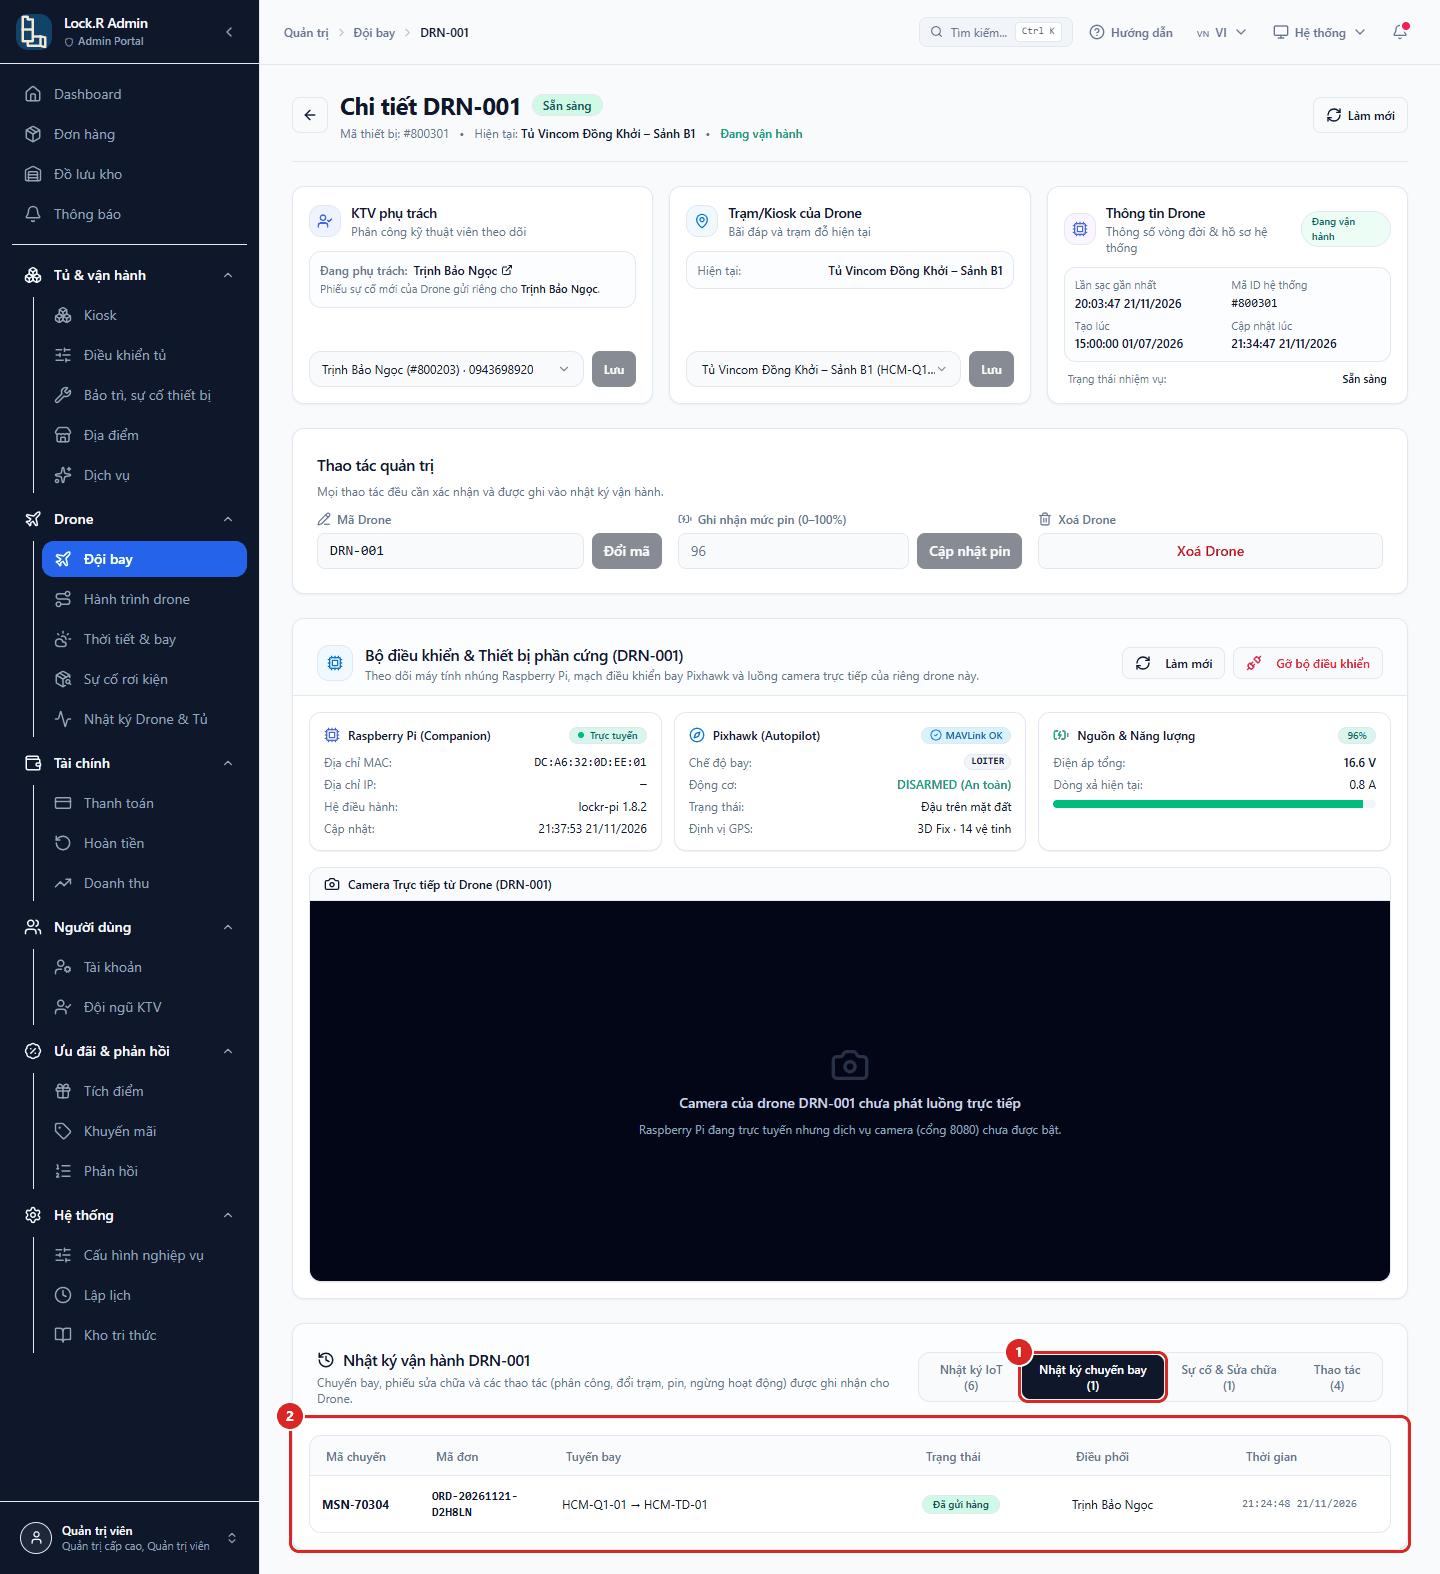 Lock.R Admin
Admin Portal
Dashboard
Đơn hàng
Đồ lưu kho
Thông báo
Tủ & vận hành
Kiosk
Điều khiển tủ
Bảo trì, sự cố thiết bị
Địa điểm
Dịch vụ
Drone
Đội bay
Hành trình drone
Thời tiết & bay
Sự cố rơi kiện
Nhật ký Drone & Tủ
Tài chính
Thanh toán
Hoàn tiền
Doanh thu
Người dùng
Tài khoản
Đội ngũ KTV
Ưu đãi & phản hồi
Tích điểm
Khuyến mãi
Phản hồi
Hệ thống
Cấu hình nghiệp vụ
Lập lịch
Kho tri thức
Quản trị viên
Quản trị cấp cao, Quản trị viên
Quản trị > Đội bay > DRN-001
Tìm kiếm... Ctrl K
Hướng dẫn
VN VI
Hệ thống
Chi tiết DRN-001 Sẵn sàng
Mã thiết bị: #800301 • Hiện tại: Tủ Vincom Đồng Khởi – Sảnh B1 • Đang vận hành
Làm mới
KTV phụ trách
Phân công kỹ thuật viên theo dõi
Đang phụ trách: Trịnh Bảo Ngọc
Phiếu sự cố mới của Drone gửi riêng cho Trịnh Bảo Ngọc.
Trịnh Bảo Ngọc (#800203) · 0943698920
Lưu
Trạm/Kiosk của Drone
Bãi đáp và trạm đỗ hiện tại
Hiện tại: Tủ Vincom Đồng Khởi – Sảnh B1
Tủ Vincom Đồng Khởi – Sảnh B1 (HCM-Q1...
Lưu
Thông tin Drone
Thông số vòng đời & hồ sơ hệ
thống
Đang vận
hành
Lần sạc gần nhất
20:03:47 21/11/2026
Mã ID hệ thống
#800301
Tạo lúc
15:00:00 01/07/2026
Cập nhật lúc
21:34:47 21/11/2026
Trạng thái nhiệm vụ: Sẵn sàng
Thao tác quản trị
Mọi thao tác đều cần xác nhận và được ghi vào nhật ký vận hành.
Mã Drone
DRN-001
Đổi mã
Ghi nhận mức pin (0–100%)
96
Cập nhật pin
Xoá Drone
Xoá Drone
Bộ điều khiển & Thiết bị phần cứng (DRN-001)
Theo dõi máy tính nhúng Raspberry Pi, mạch điều khiển bay Pixhawk và luồng camera trực tiếp của riêng drone này.
Làm mới
Gỡ bộ điều khiển
Raspberry Pi (Companion) Trực tuyến
Địa chỉ MAC: DC:A6:32:0D:EE:01
Địa chỉ IP: —
Hệ điều hành: lockr-pi 1.8.2
Cập nhật: 21:37:53 21/11/2026
Pixhawk (Autopilot) MAVLink OK
Chế độ bay: LOITER
Động cơ: DISARMED (An toàn)
Trạng thái: Đậu trên mặt đất
Định vị GPS: 3D Fix · 14 vệ tinh
Nguồn & Năng lượng 96%
Điện áp tổng: 16.6 V
Dòng xả hiện tại: 0.8 A
Camera Trực tiếp từ Drone (DRN-001)
Camera của drone DRN-001 chưa phát luồng trực tiếp
Raspberry Pi đang trực tuyến nhưng dịch vụ camera (cổng 8080) chưa được bật.
Nhật ký vận hành DRN-001
Chuyến bay, phiếu sửa chữa và các thao tác (phân công, đổi trạm, pin, ngừng hoạt động) được ghi nhận cho
Drone.
Nhật ký IoT
(6)
1
Nhật ký chuyến bay
(1)
Sự cố & Sửa chữa
(1)
Thao tác
(4)
2
Mã chuyến Mã đơn Tuyến bay Trạng thái Điều phối Thời gian
MSN-70304
ORD-20261121-
D2H8LN
HCM-Q1-01 → HCM-TD-01
Đã gửi hàng
Trịnh Bảo Ngọc
21:24:48 21/11/2026